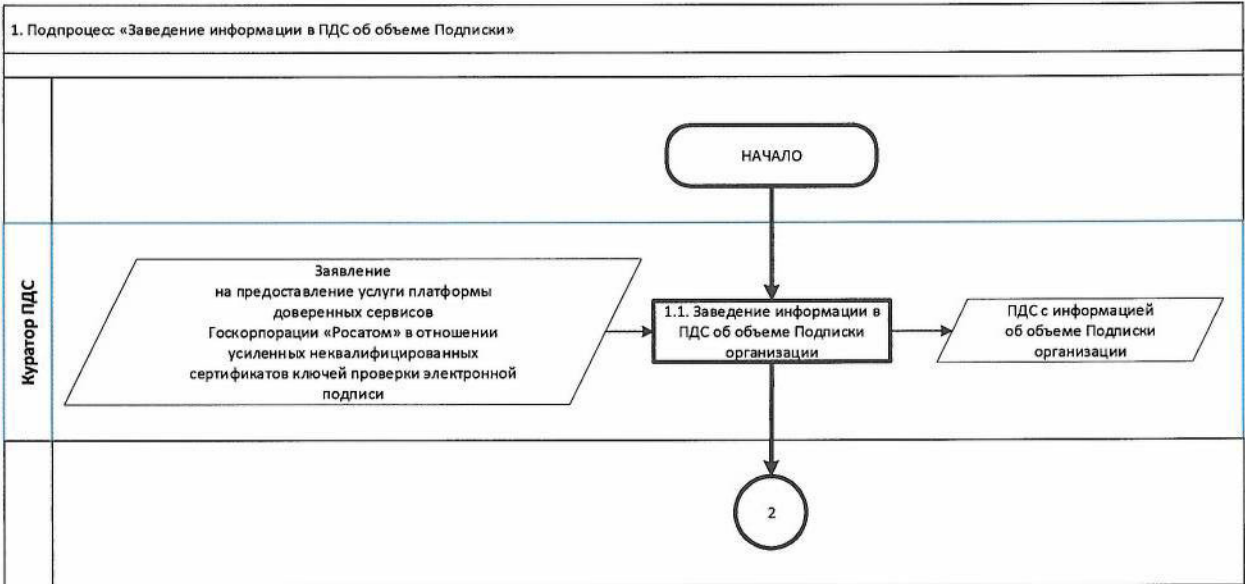 1. Подпроцесс «Заведение информации в ПДС об объеме Подписки»
НАЧАЛО
Куратор ПДС
Заявление
на предоставление услуги платформы
доверенных сервисов
Госкорпорации «Росатом» в отношении
усиленных неквалифицированных
сертификатов ключей проверки электронной
подписи
1.1. Заведение информации в
ПДС об объеме Подписки
организации
ПДС с информацией
об объеме Подписки
организации
2